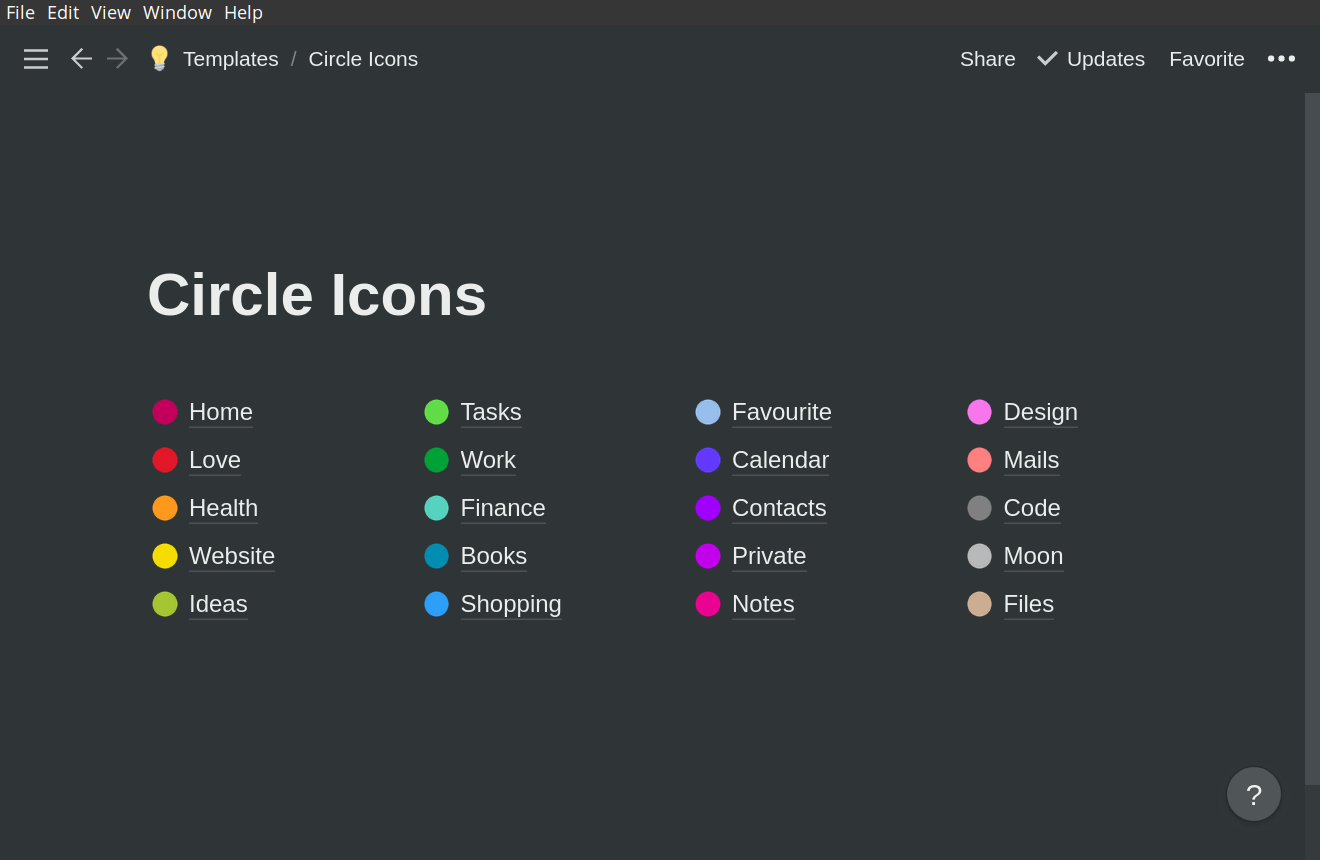 File Edit View Window Help
Templates / Circle Icons Share Updates Favorite
Circle Icons
Home Tasks Favourite Design
Love Work Calendar Mails
Health Finance Contacts Code
Website Books Private Moon
Ideas Shopping Notes Files
?